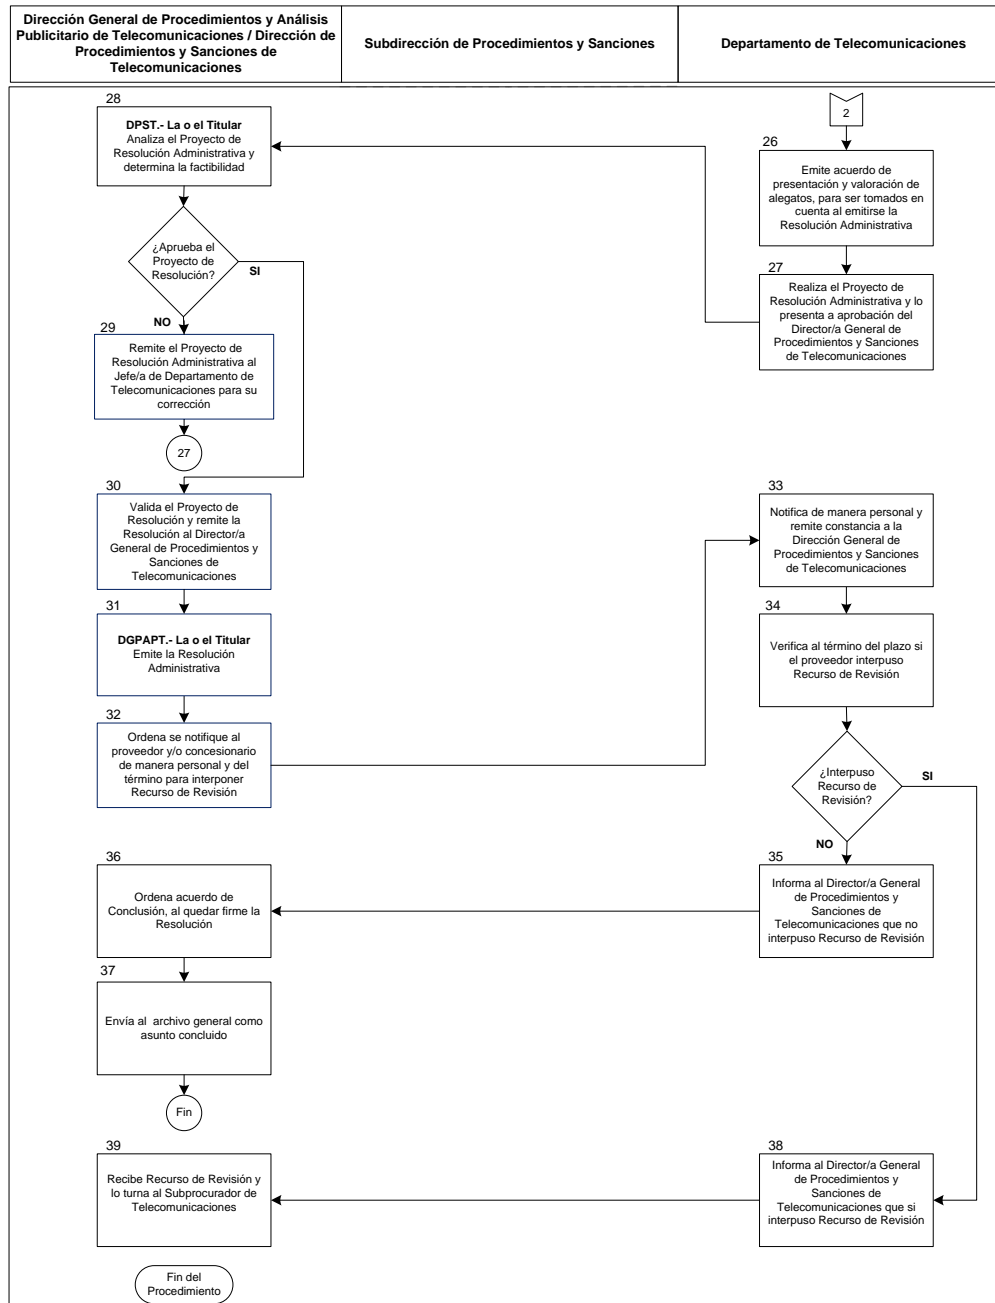 Dirección General de Procedimientos y Análisis
Publicitario de Telecomunicaciones / Dirección de
Procedimientos y Sanciones de
Telecomunicaciones
Subdirección de Procedimientos y Sanciones
Departamento de Telecomunicaciones
28
DPST.- La o el Titular
Analiza el Proyecto de
Resolución Administrativa y
determina la factibilidad
2
26
Emite acuerdo de
presentación y valoración de
alegatos, para ser tomados en
cuenta al emitirse la
Resolución Administrativa
¿Aprueba el
Proyecto de
Resolución?
SI
NO
27
Realiza el Proyecto de
Resolución Administrativa y lo
presenta a aprobación del
Director/a General de
Procedimientos y Sanciones
de Telecomunicaciones
29
Remite el Proyecto de
Resolución Administrativa al
Jefe/a de Departamento de
Telecomunicaciones para su
corrección
27
30
Valida el Proyecto de
Resolución y remite la
Resolución al Director/a
General de Procedimientos y
Sanciones de
Telecomunicaciones
33
Notifica de manera personal y
remite constancia a la
Dirección General de
Procedimientos y Sanciones
de Telecomunicaciones
31
DGPAPT.- La o el Titular
Emite la Resolución
Administrativa
34
Verifica al término del plazo si
el proveedor interpuso
Recurso de Revisión
32
Ordena se notifique al
proveedor y/o concesionario
de manera personal y del
término para interponer
Recurso de Revisión
¿Interpuso
Recurso de
Revisión?
SI
NO
36
Ordena acuerdo de
Conclusión, al quedar firme la
Resolución
35
Informa al Director/a General
de Procedimientos y
Sanciones de
Telecomunicaciones que no
interpuso Recurso de Revisión
37
Envía al archivo general como
asunto concluido
Fin
39
Recibe Recurso de Revisión y
lo turna al Subprocurador de
Telecomunicaciones
38
Informa al Director/a General
de Procedimientos y
Sanciones de
Telecomunicaciones que si
interpuso Recurso de Revisión
Fin del
Procedimiento